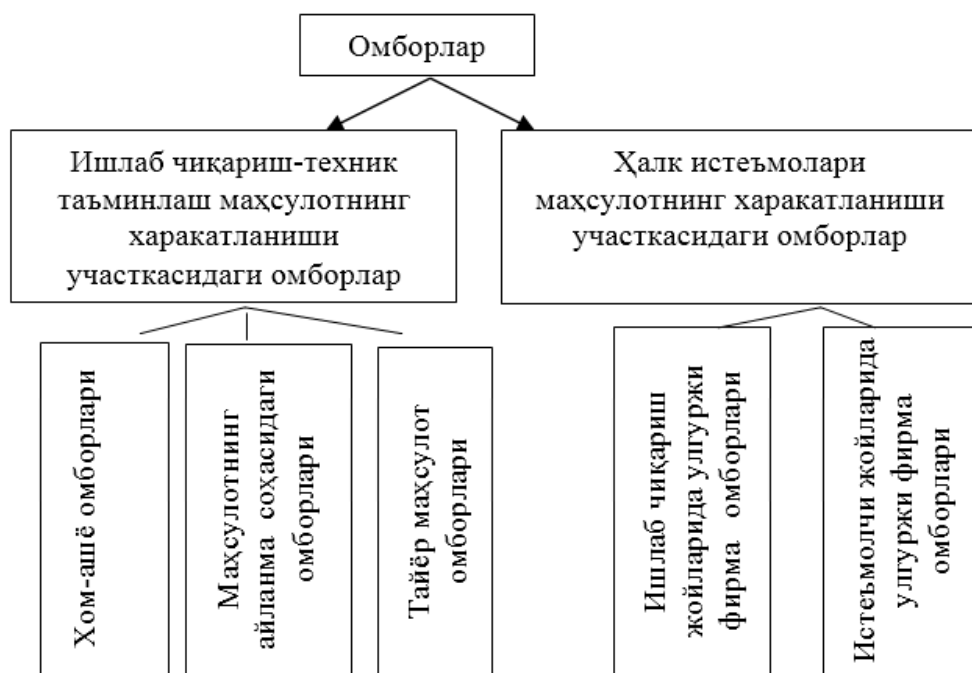 Омборлар
Ишлаб чиқариш-техник
таъминлаш маҳсулотнинг
харакатланиши
участкасидаги омборлар
Ҳалк истеъмолари
маҳсулотнинг харакатланиши
участкасидаги омборлар
Хом-ашё омборлари
Маҳсулотнинг
айланма соҳасидаги
омборлари
Тайёр маҳсулот
омборлари
Ишлаб чиқариш
жойларида улгуржи
фирма омборлари
Истеъмолчи жойларида
улгуржи фирма
омборлари